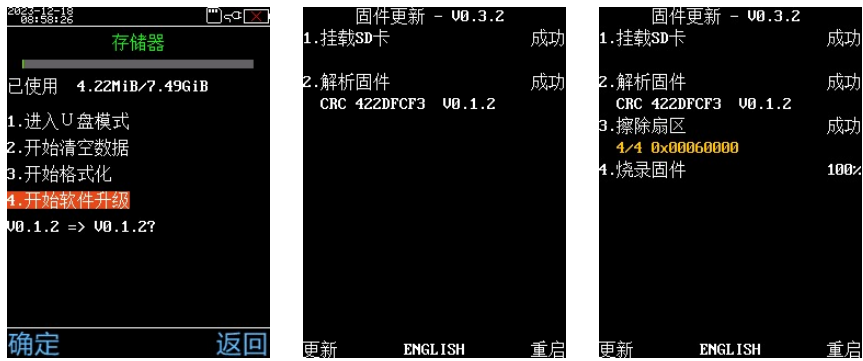 2023-12-18
08:58:26
存储器
已使用 4.22MiB/7.49GiB
1.进入U盘模式
2.开始清空数据
3.开始格式化
4.开始软件升级
V0.1.2 => V0.1.2?
确定 返回
固件更新 - V0.3.2
1.挂载SD卡 成功
2.解析固件 成功
CRC 422DFCF3 V0.1.2
更新 ENGLISH 重启
固件更新 - V0.3.2
1.挂载SD卡 成功
2.解析固件 成功
CRC 422DFCF3 V0.1.2
3.擦除扇区 成功
4/4 0x00060000
4.烧录固件 100%
更新 ENGLISH 重启